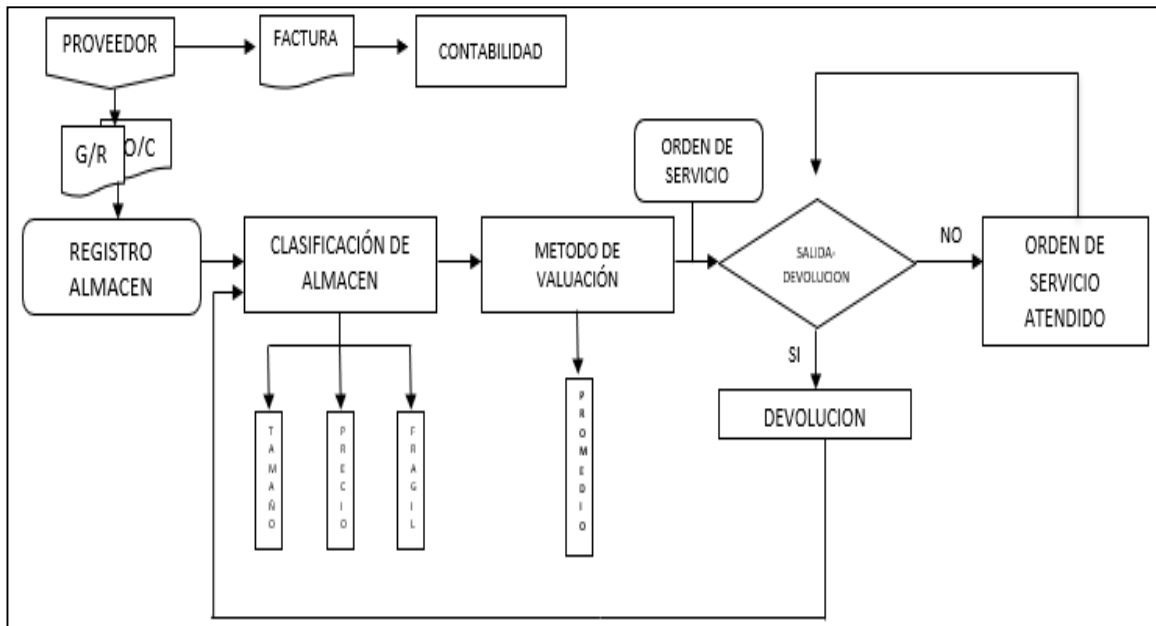 PROVEEDOR
FACTURA
CONTABILIDAD
G/R
O/C
ORDEN DE
SERVICIO
REGISTRO
ALMACEN
CLASIFICACIÓN DE
ALMACEN
METODO DE
VALUACIÓN
SALIDA-
DEVOLUCION
NO
ORDEN DE
SERVICIO
ATENDIDO
SI
DEVOLUCION
TAMAÑO
PRECIO
FRAGIL
PROMEDIO